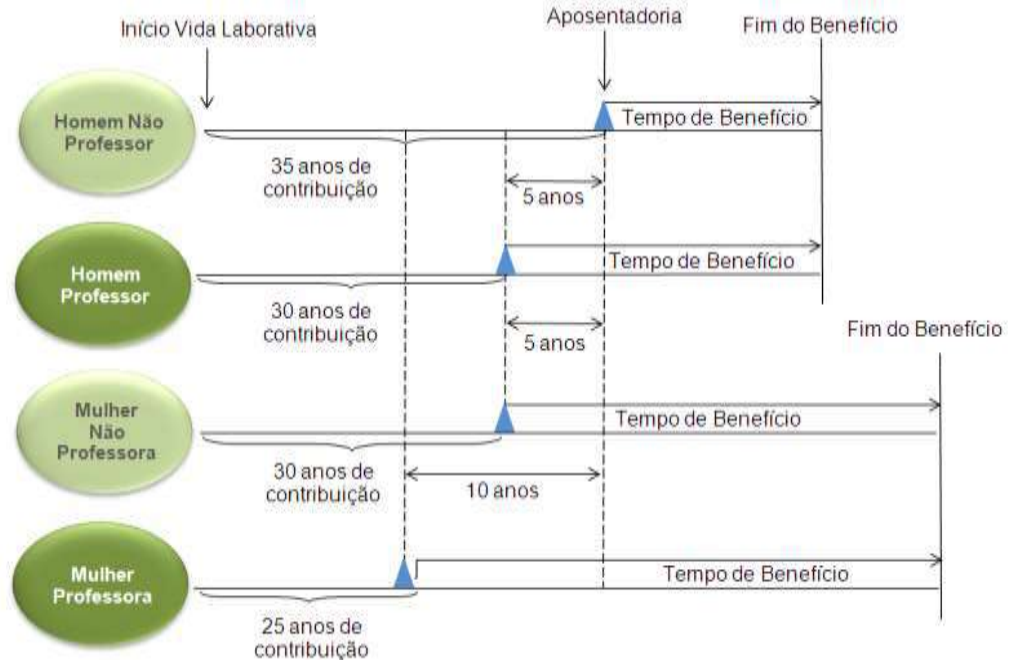 Início Vida Laborativa
Aposentadoria
Fim do Benefício
Homem Não
Professor
Tempo de Benefício
35 anos de
contribuição
5 anos
Homem
Professor
Tempo de Benefício
30 anos de
contribuição
5 anos
Fim do Benefício
Mulher
Não
Professora
Tempo de Benefício
30 anos de
contribuição
10 anos
Mulher
Professora
Tempo de Benefício
25 anos de
contribuição